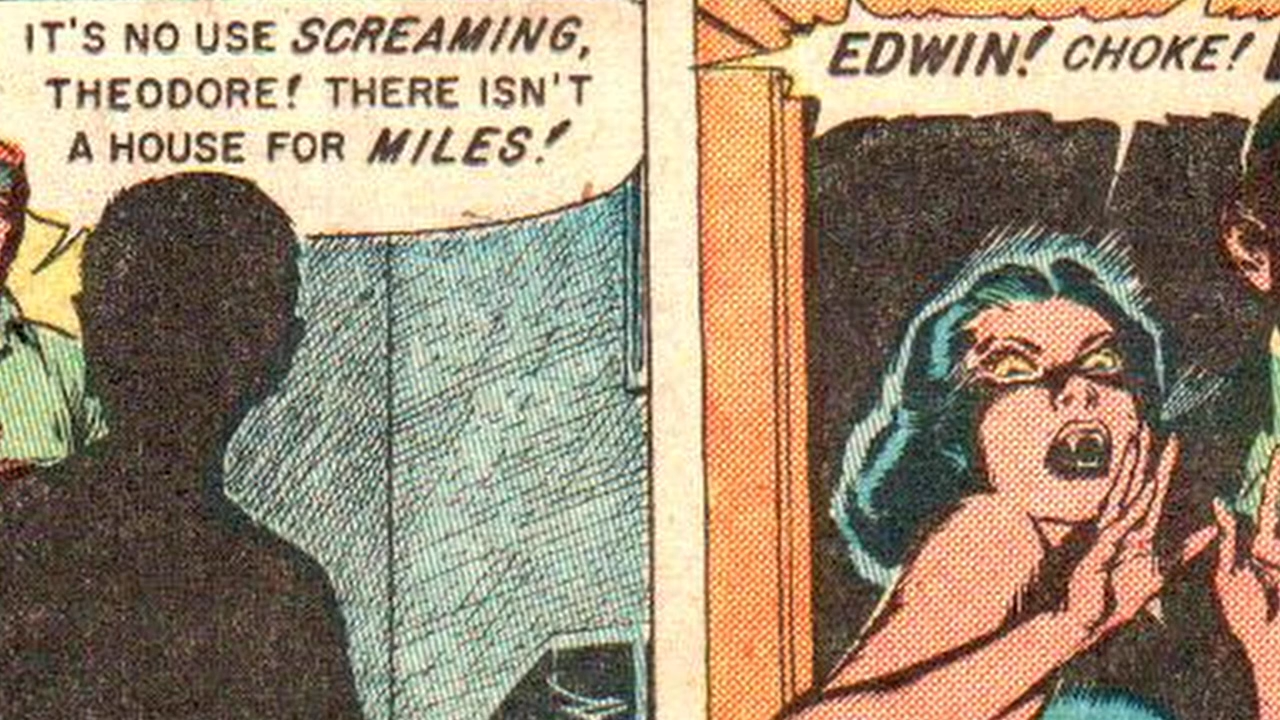 IT'S NO USE SCREAMING,
THEODORE! THERE ISN'T
A HOUSE FOR MILES!
EDWIN! CHOKE!